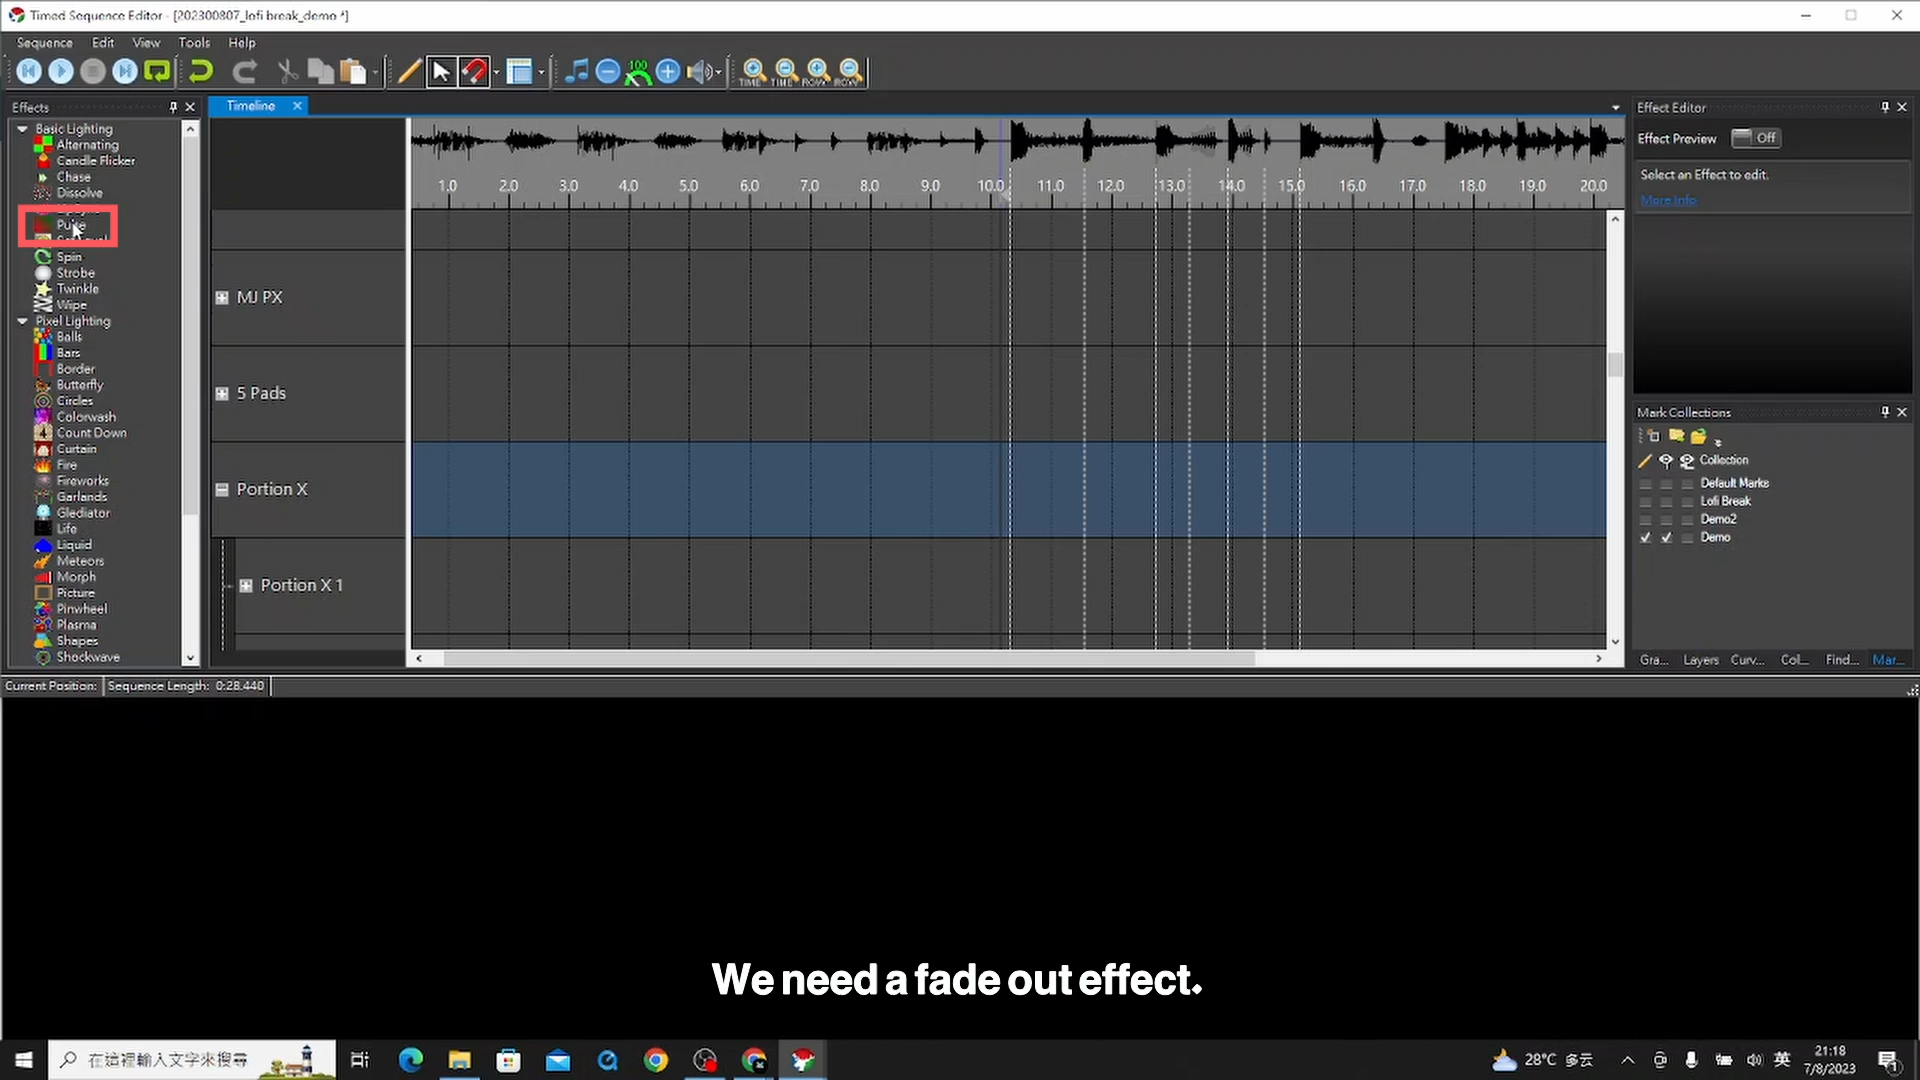 Timed Sequence Editor - [202300807_lofi break_demo *]
Sequence Edit View Tools Help
100
TIME TIME ROW ROW
Effects
Basic Lighting
Alternating
Candle Flicker
Chase
Dissolve
Spin
Strobe
Twinkle
Wipe
Pixel Lighting
Balls
Bars
Border
Butterfly
Circles
Colorwash
Count Down
Curtain
Fire
Fireworks
Garlands
Glediator
Life
Liquid
Meteors
Morph
Picture
Pinwheel
Plasma
Shapes
Shockwave
Timeline
1.0 2.0 3.0 4.0 5.0 6.0 7.0 8.0 9.0 10.0 11.0 12.0 13.0 14.0 15.0 16.0 17.0 18.0 19.0 20.0
MJ PX
5 Pads
Portion X
Portion X 1
Effect Editor
Effect Preview Off
Select an Effect to edit.
More Info
Mark Collections
Collection
Default Marks
Lofi Break
Demo2
Demo
Gra... Layers Curv... Col... Find... Mar...
Current Position: Sequence Length: 0:28.440
We need a fade out effect.
在這裡輸入文字來搜尋
28°C 多云
英
21:18
7/8/2023
1